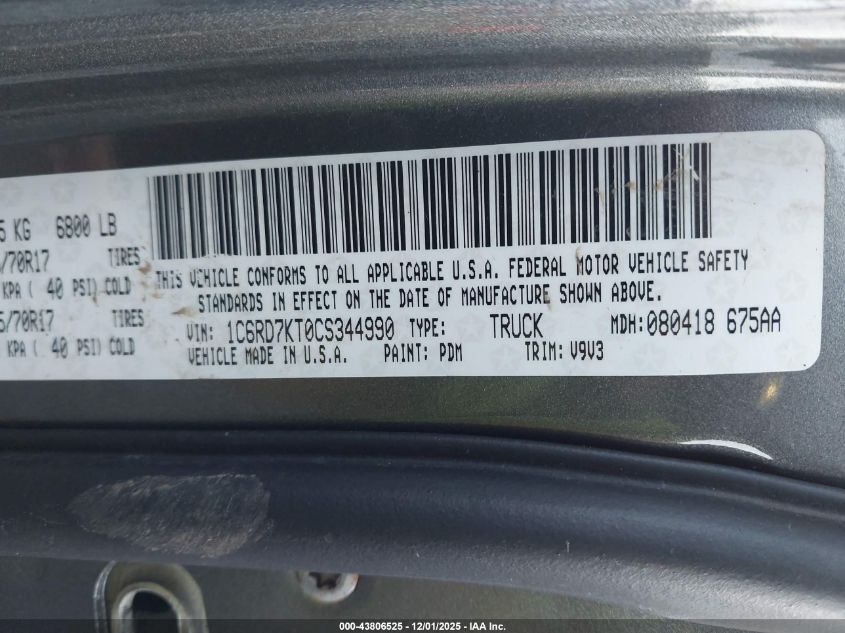 5 KG 6800 LB
/70R17 TIRES
KPA ( 40 PSI) COLD
5/70R17 TIRES
KPA ( 40 PSI) COLD
THIS VEHICLE CONFORMS TO ALL APPLICABLE U.S.A. FEDERAL MOTOR VEHICLE SAFETY
STANDARDS IN EFFECT ON THE DATE OF MANUFACTURE SHOWN ABOVE.
VIN: 1C6RD7KT0CS344990 TYPE: TRUCK MDH: 080418 675AA
VEHICLE MADE IN U.S.A. PAINT: PDM TRIM: V9V3
000-43806525 - 12/01/2025 - IAA Inc.